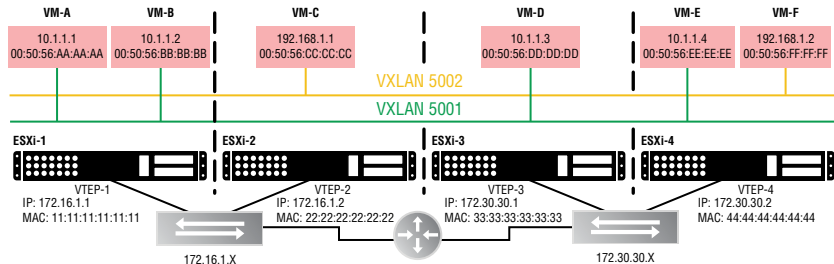 VM-A
VM-B
VM-C
VM-D
VM-E
VM-F
10.1.1.1
00:50:56:AA:AA:AA
10.1.1.2
00:50:56:BB:BB:BB
192.168.1.1
00:50:56:CC:CC:CC
10.1.1.3
00:50:56:DD:DD:DD
10.1.1.4
00:50:56:EE:EE:EE
192.168.1.2
00:50:56:FF:FF:FF
VXLAN 5002
VXLAN 5001
ESXi-1
ESXi-2
ESXi-3
ESXi-4
VTEP-1
IP: 172.16.1.1
MAC: 11:11:11:11:11:11
VTEP-2
IP: 172.16.1.2
MAC: 22:22:22:22:22:22
VTEP-3
IP: 172.30.30.1
MAC: 33:33:33:33:33:33
VTEP-4
IP: 172.30.30.2
MAC: 44:44:44:44:44:44
172.16.1.X
172.30.30.X